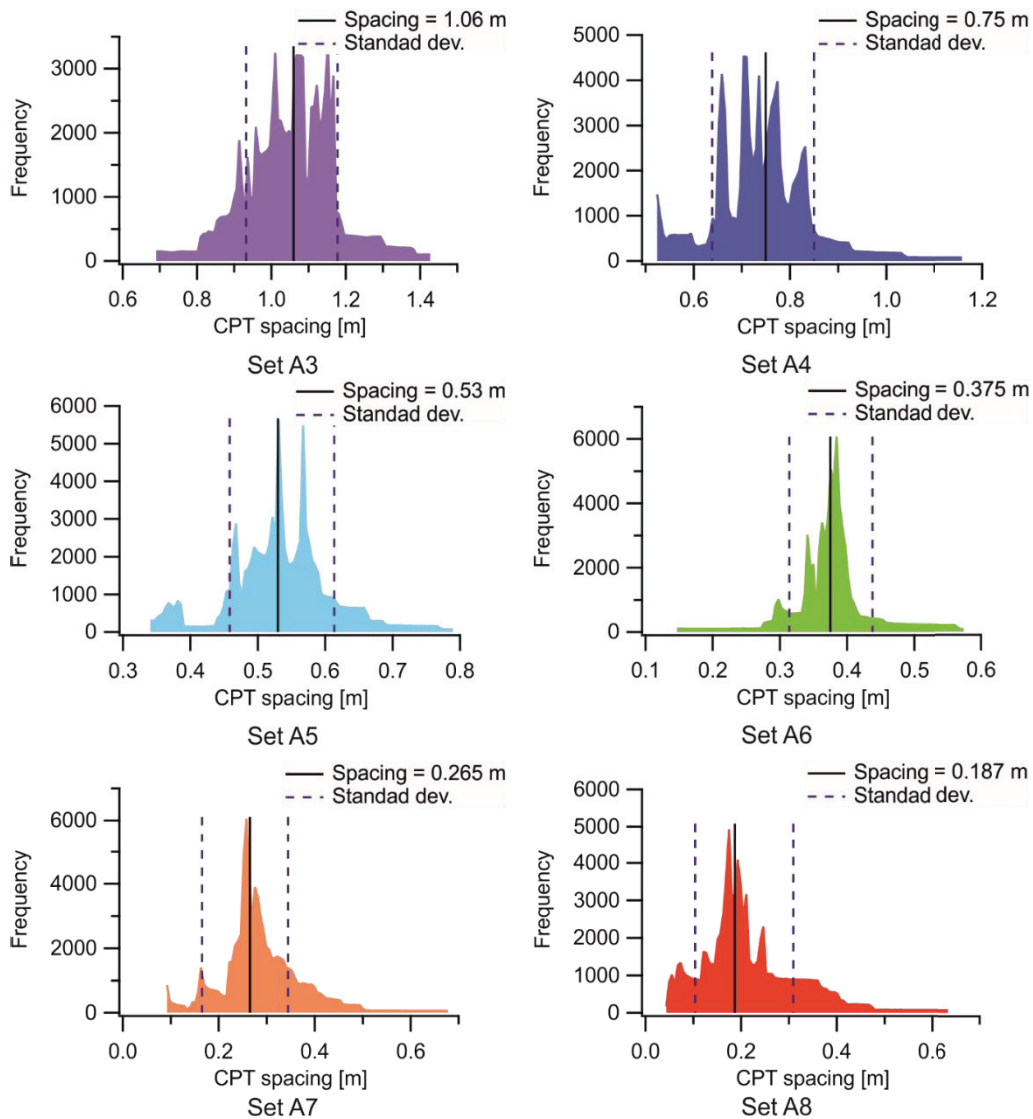 Spacing = 1.06 m
Standad dev.
3000
2000
1000
0
Frequency
0.6 0.8 1.0 1.2 1.4
CPT spacing [m]
Set A3
Spacing = 0.75 m
Standad dev.
5000
4000
3000
2000
1000
0
Frequency
0.6 0.8 1.0 1.2
CPT spacing [m]
Set A4
Spacing = 0.53 m
Standad dev.
6000
5000
4000
3000
2000
1000
0
Frequency
0.3 0.4 0.5 0.6 0.7 0.8
CPT spacing [m]
Set A5
Spacing = 0.375 m
Standad dev.
6000
4000
2000
0
Frequency
0.1 0.2 0.3 0.4 0.5 0.6
CPT spacing [m]
Set A6
Spacing = 0.265 m
Standad dev.
6000
4000
2000
0
Frequency
0.0 0.2 0.4 0.6
CPT spacing [m]
Set A7
Spacing = 0.187 m
Standad dev.
5000
4000
3000
2000
1000
0
Frequency
0.0 0.2 0.4 0.6
CPT spacing [m]
Set A8